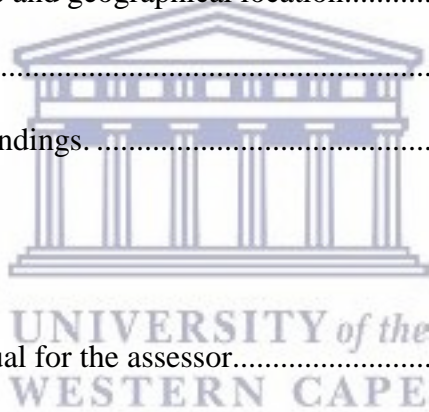 and geographical location..............
............................................................
ndings. ..............................................
UNIVERSITY of the
ual for the assessor...........................
WESTERN CAPE